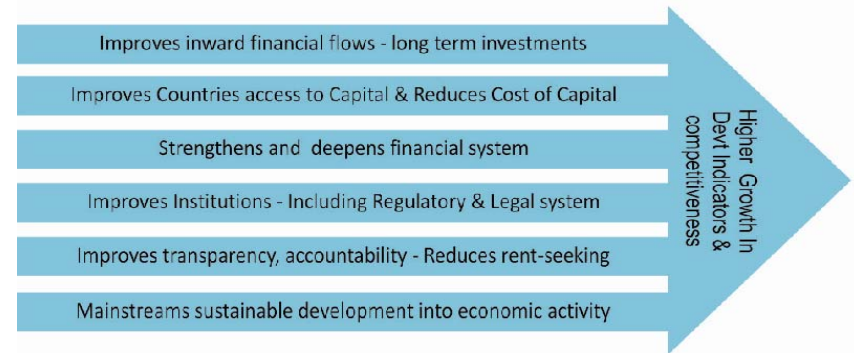 Improves inward financial flows - long term investments
Improves Countries access to Capital & Reduces Cost of Capital
Strengthens and deepens financial system
Improves Institutions - Including Regulatory & Legal system
Improves transparency, accountability - Reduces rent-seeking
Mainstreams sustainable development into economic activity
Higher Growth In
Devt Indicators &
competitiveness